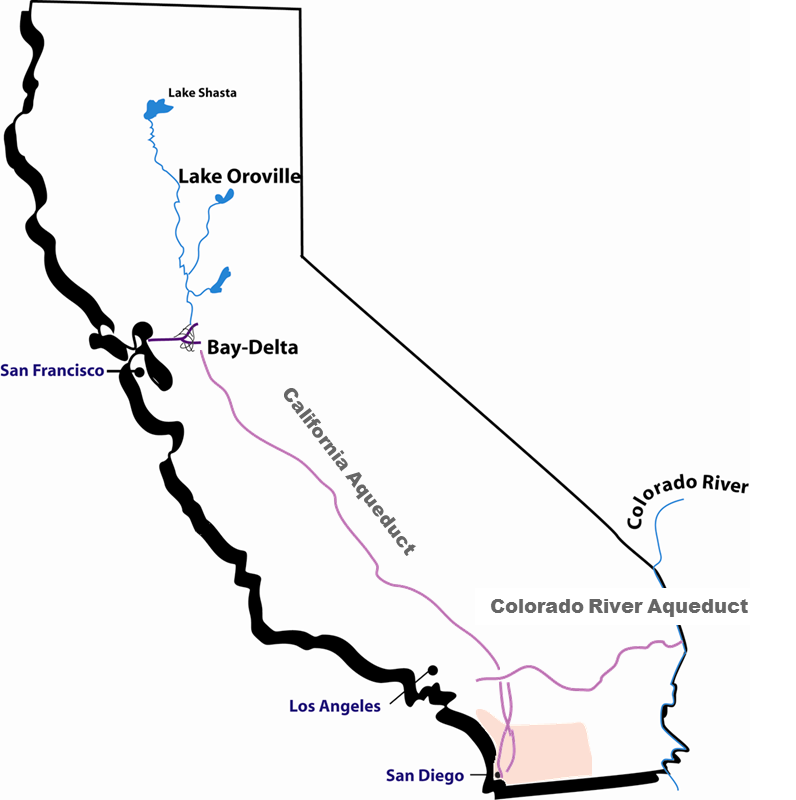 Lake Shasta
Lake Oroville
Bay-Delta
San Francisco
California Aqueduct
Colorado River
Colorado River Aqueduct
Los Angeles
San Diego